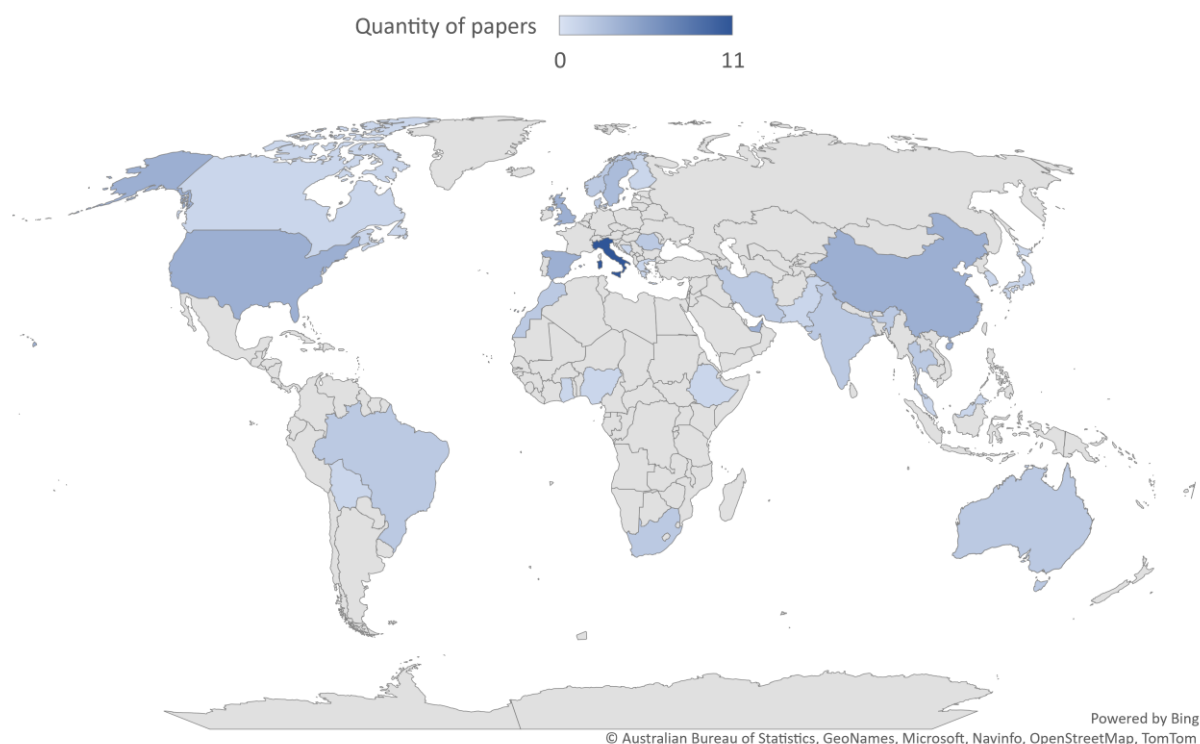 Quantity of papers
0 11
Powered by Bing
© Australian Bureau of Statistics, GeoNames, Microsoft, Navinfo, OpenStreetMap, TomTom